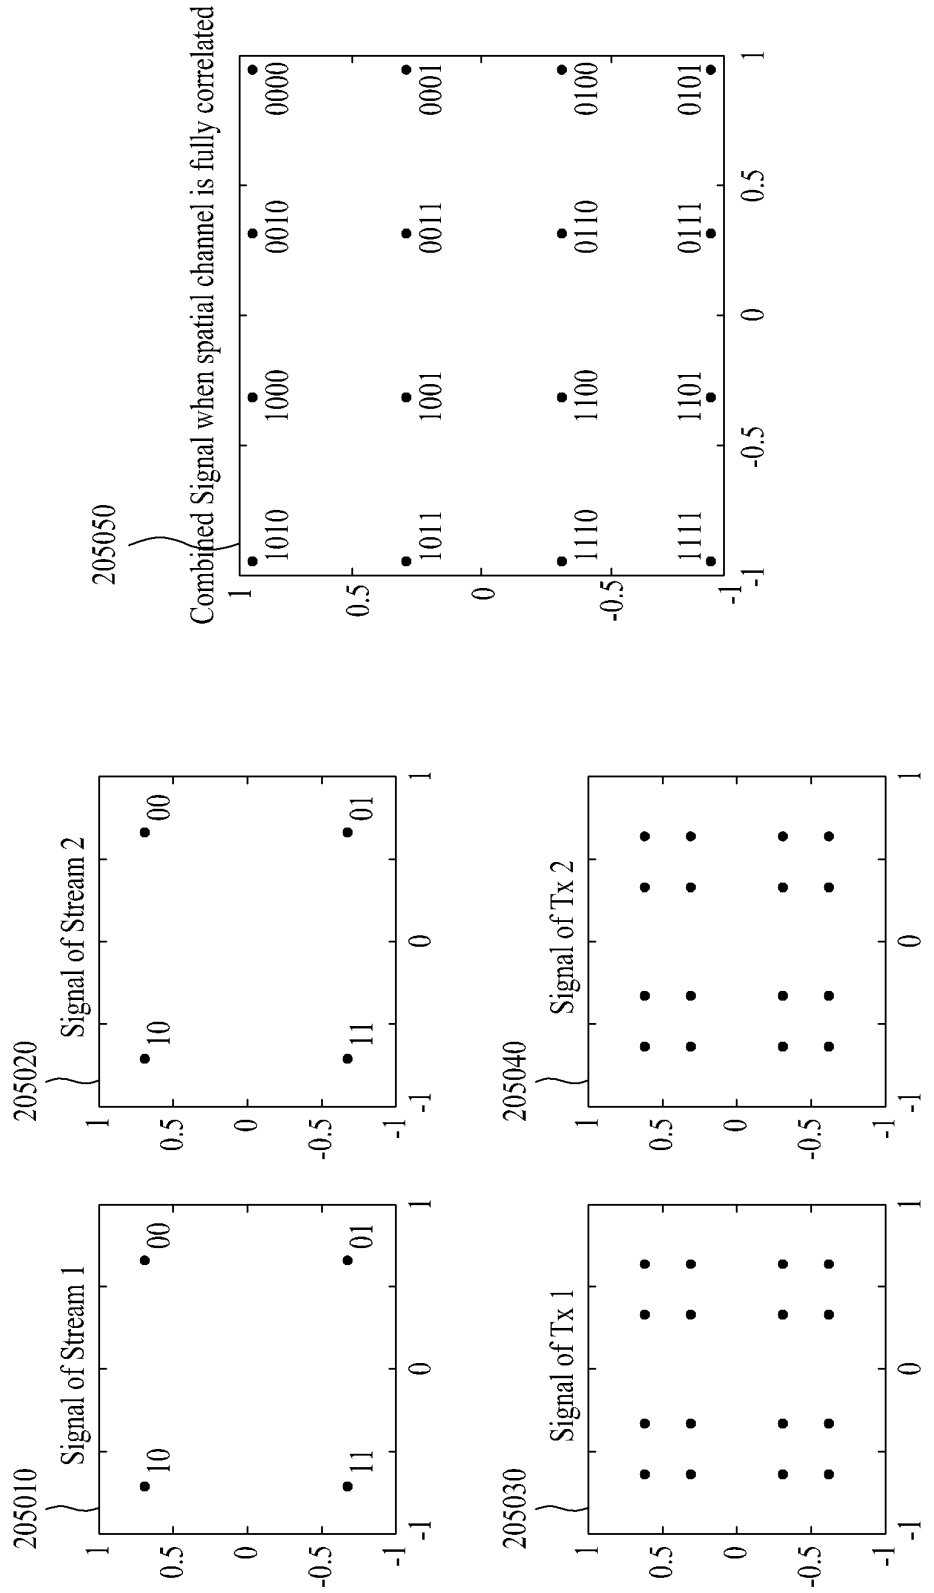 205010
Signal of Stream 1
1
0.5
0
-0.5
-1
10 00
11 01
-1 0 1
205020
Signal of Stream 2
1
0.5
0
-0.5
-1
10 00
11 01
-1 0 1
205030
Signal of Tx 1
1
0.5
0
-0.5
-1
-1 0 1
205040
Signal of Tx 2
1
0.5
0
-0.5
-1
-1 0 1
205050
Combined Signal when spatial channel is fully correlated
1
0.5
0
-0.5
-1
1010 1000 0010 0000
1011 1001 0011 0001
1110 1100 0110 0100
1111 1101 0111 0101
-1 -0.5 0 0.5 1